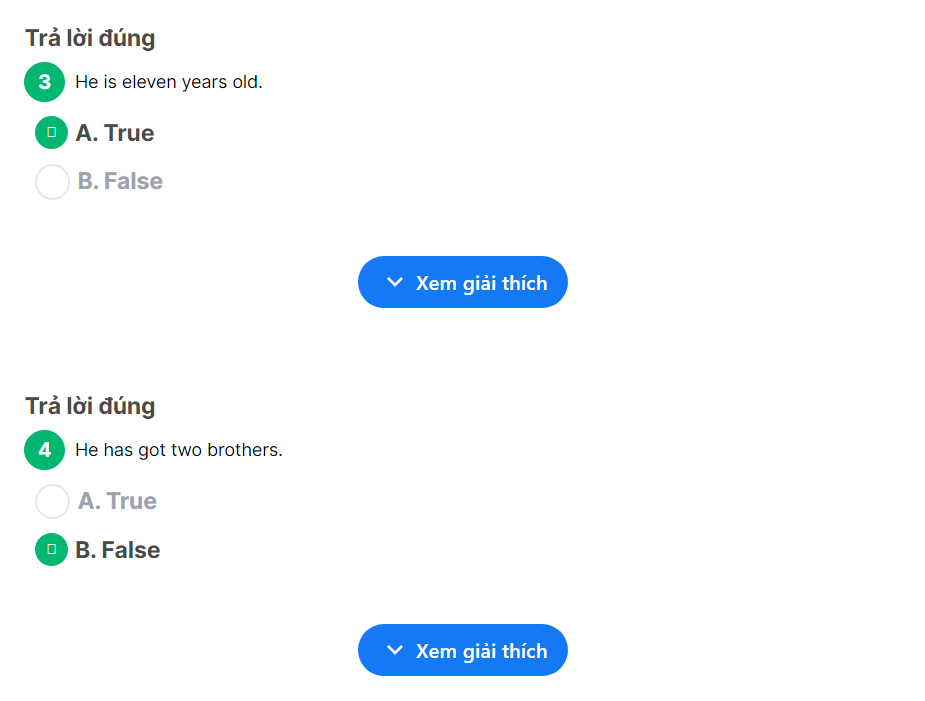 Trả lời đúng
3 He is eleven years old.
A. True
B. False
Xem giải thích
Trả lời đúng
4 He has got two brothers.
A. True
B. False
Xem giải thích